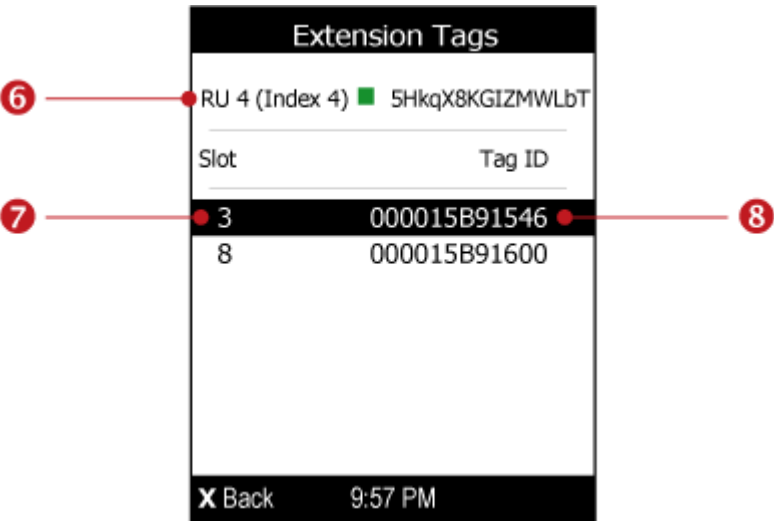 Extension Tags
6 RU 4 (Index 4) 5HkqX8KGIZMWLbT
Slot Tag ID
7 3 000015B91546 8
8 000015B91600
X Back 9:57 PM